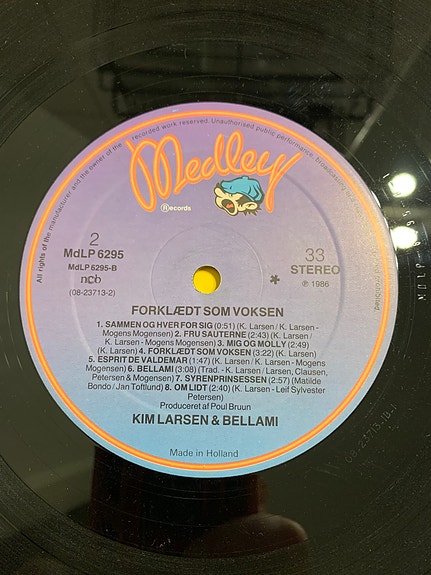 All rights of the manufacturer and the owner of the recorded work reserved. Unauthorised public performance, broadcasting
Medley
Records
2
MdLP 6295
MdLP 6295-B
ncb
(08-23713-2)
33
STEREO
℗ 1986
*
FORKLÆDT SOM VOKSEN
1. SAMMEN OG HVER FOR SIG (0:51) (K. Larsen / K. Larsen -
Mogens Mogensen) 2. FRU SAUTERNE (2:43) (K. Larsen /
K. Larsen - Mogens Mogensen) 3. MIG OG MOLLY (2:49)
(K. Larsen) 4. FORKLÆDT SOM VOKSEN (3:22) (K. Larsen)
5. ESPRIT DE VALDEMAR (1:47) (K. Larsen / K. Larsen - Mogens
Mogensen) 6. BELLAMI (3:08) (Trad. - K. Larsen / Larsen, Clausen,
Petersen & Mogensen) 7. SYRENPRINSESSEN (2:57) (Matilde
Bondo / Jan Toftlund) 8. OM LIDT (2:40) (K. Larsen - Leif Sylvester
Petersen)
Produceret af Poul Bruun
KIM LARSEN & BELLAMI
Made in Holland